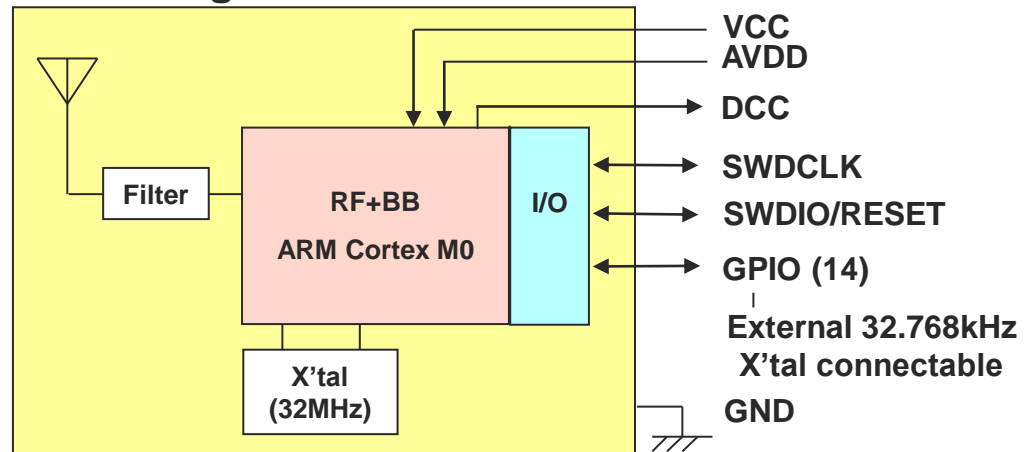 VCC
AVDD
DCC
Filter
RF+BB
ARM Cortex M0
I/O
SWDCLK
SWDIO/RESET
GPIO (14)
External 32.768kHz
X'tal connectable
X’tal
(32MHz)
GND